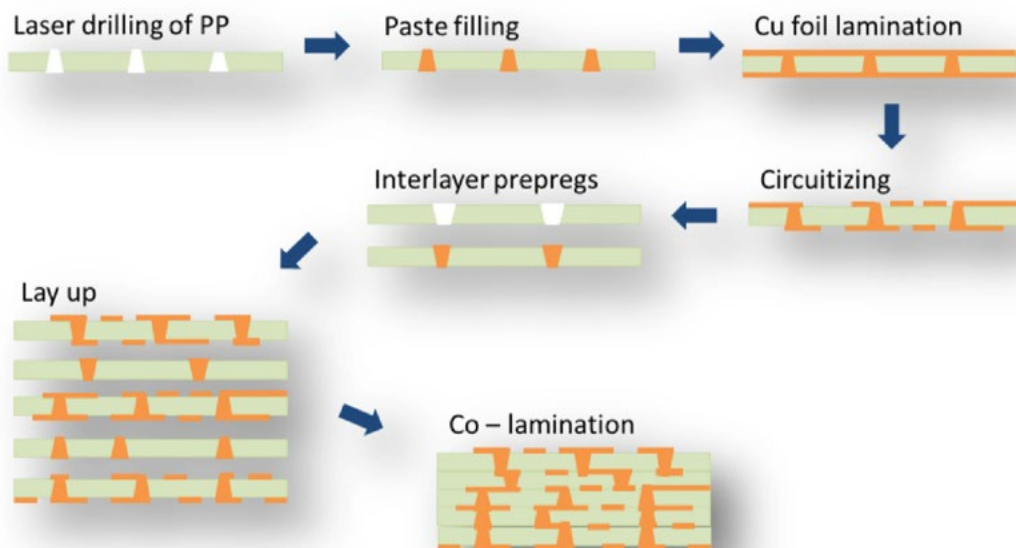 Laser drilling of PP
Paste filling
Cu foil lamination
Circuitizing
Interlayer prepregs
Lay up
Co – lamination